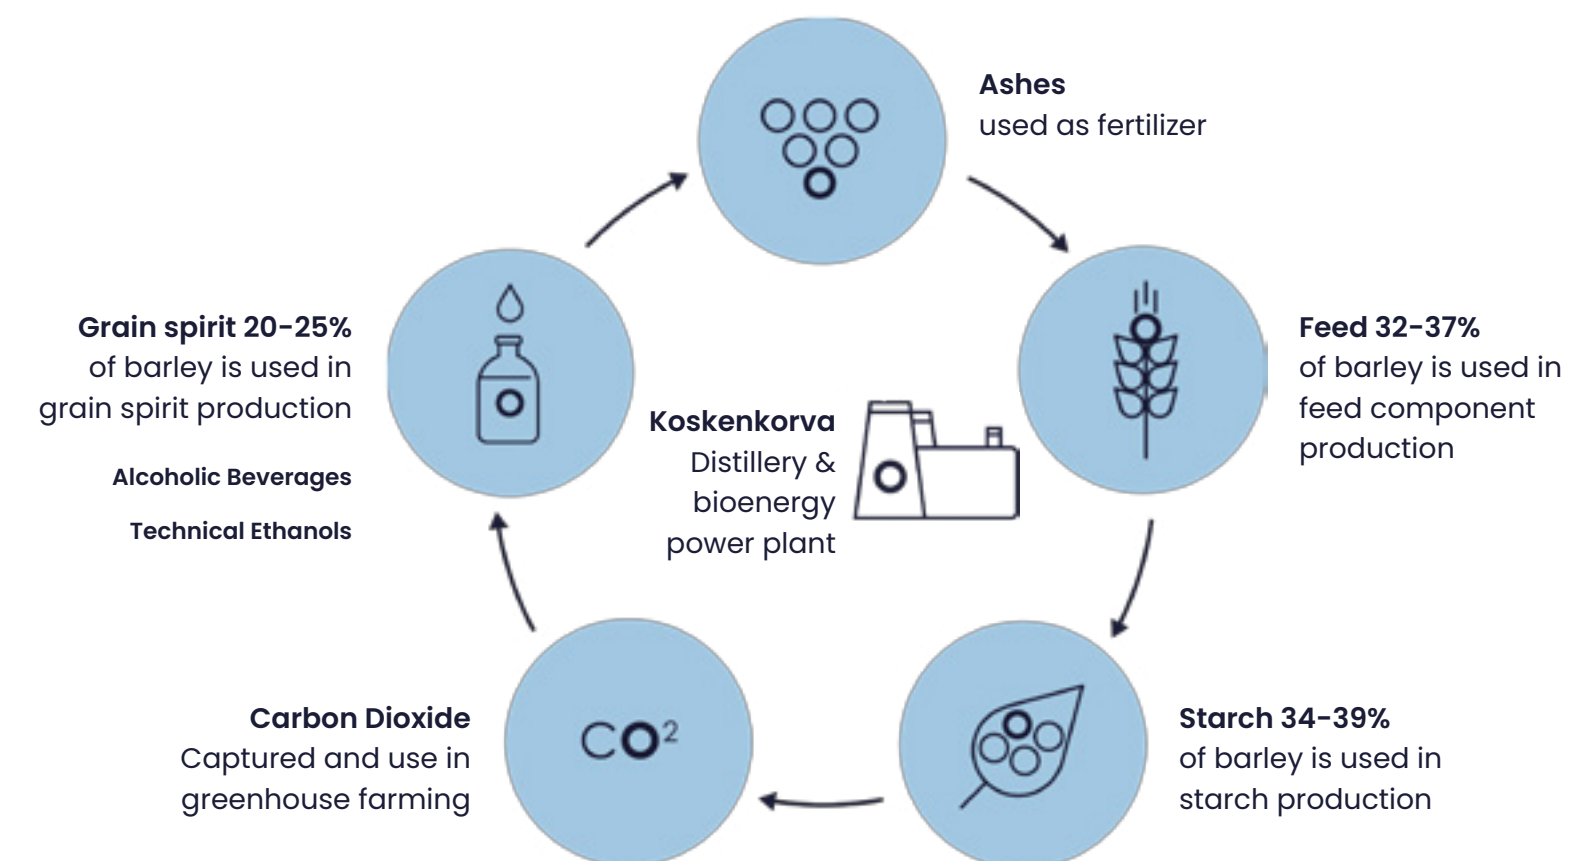 Ashes
used as fertilizer
Feed 32-37%
of barley is used in
feed component
production
Starch 34-39%
of barley is used in
starch production
CO²
Carbon Dioxide
Captured and use in
greenhouse farming
Grain spirit 20-25%
of barley is used in
grain spirit production
Alcoholic Beverages
Technical Ethanols
Koskenkorva
Distillery &
bioenergy
power plant